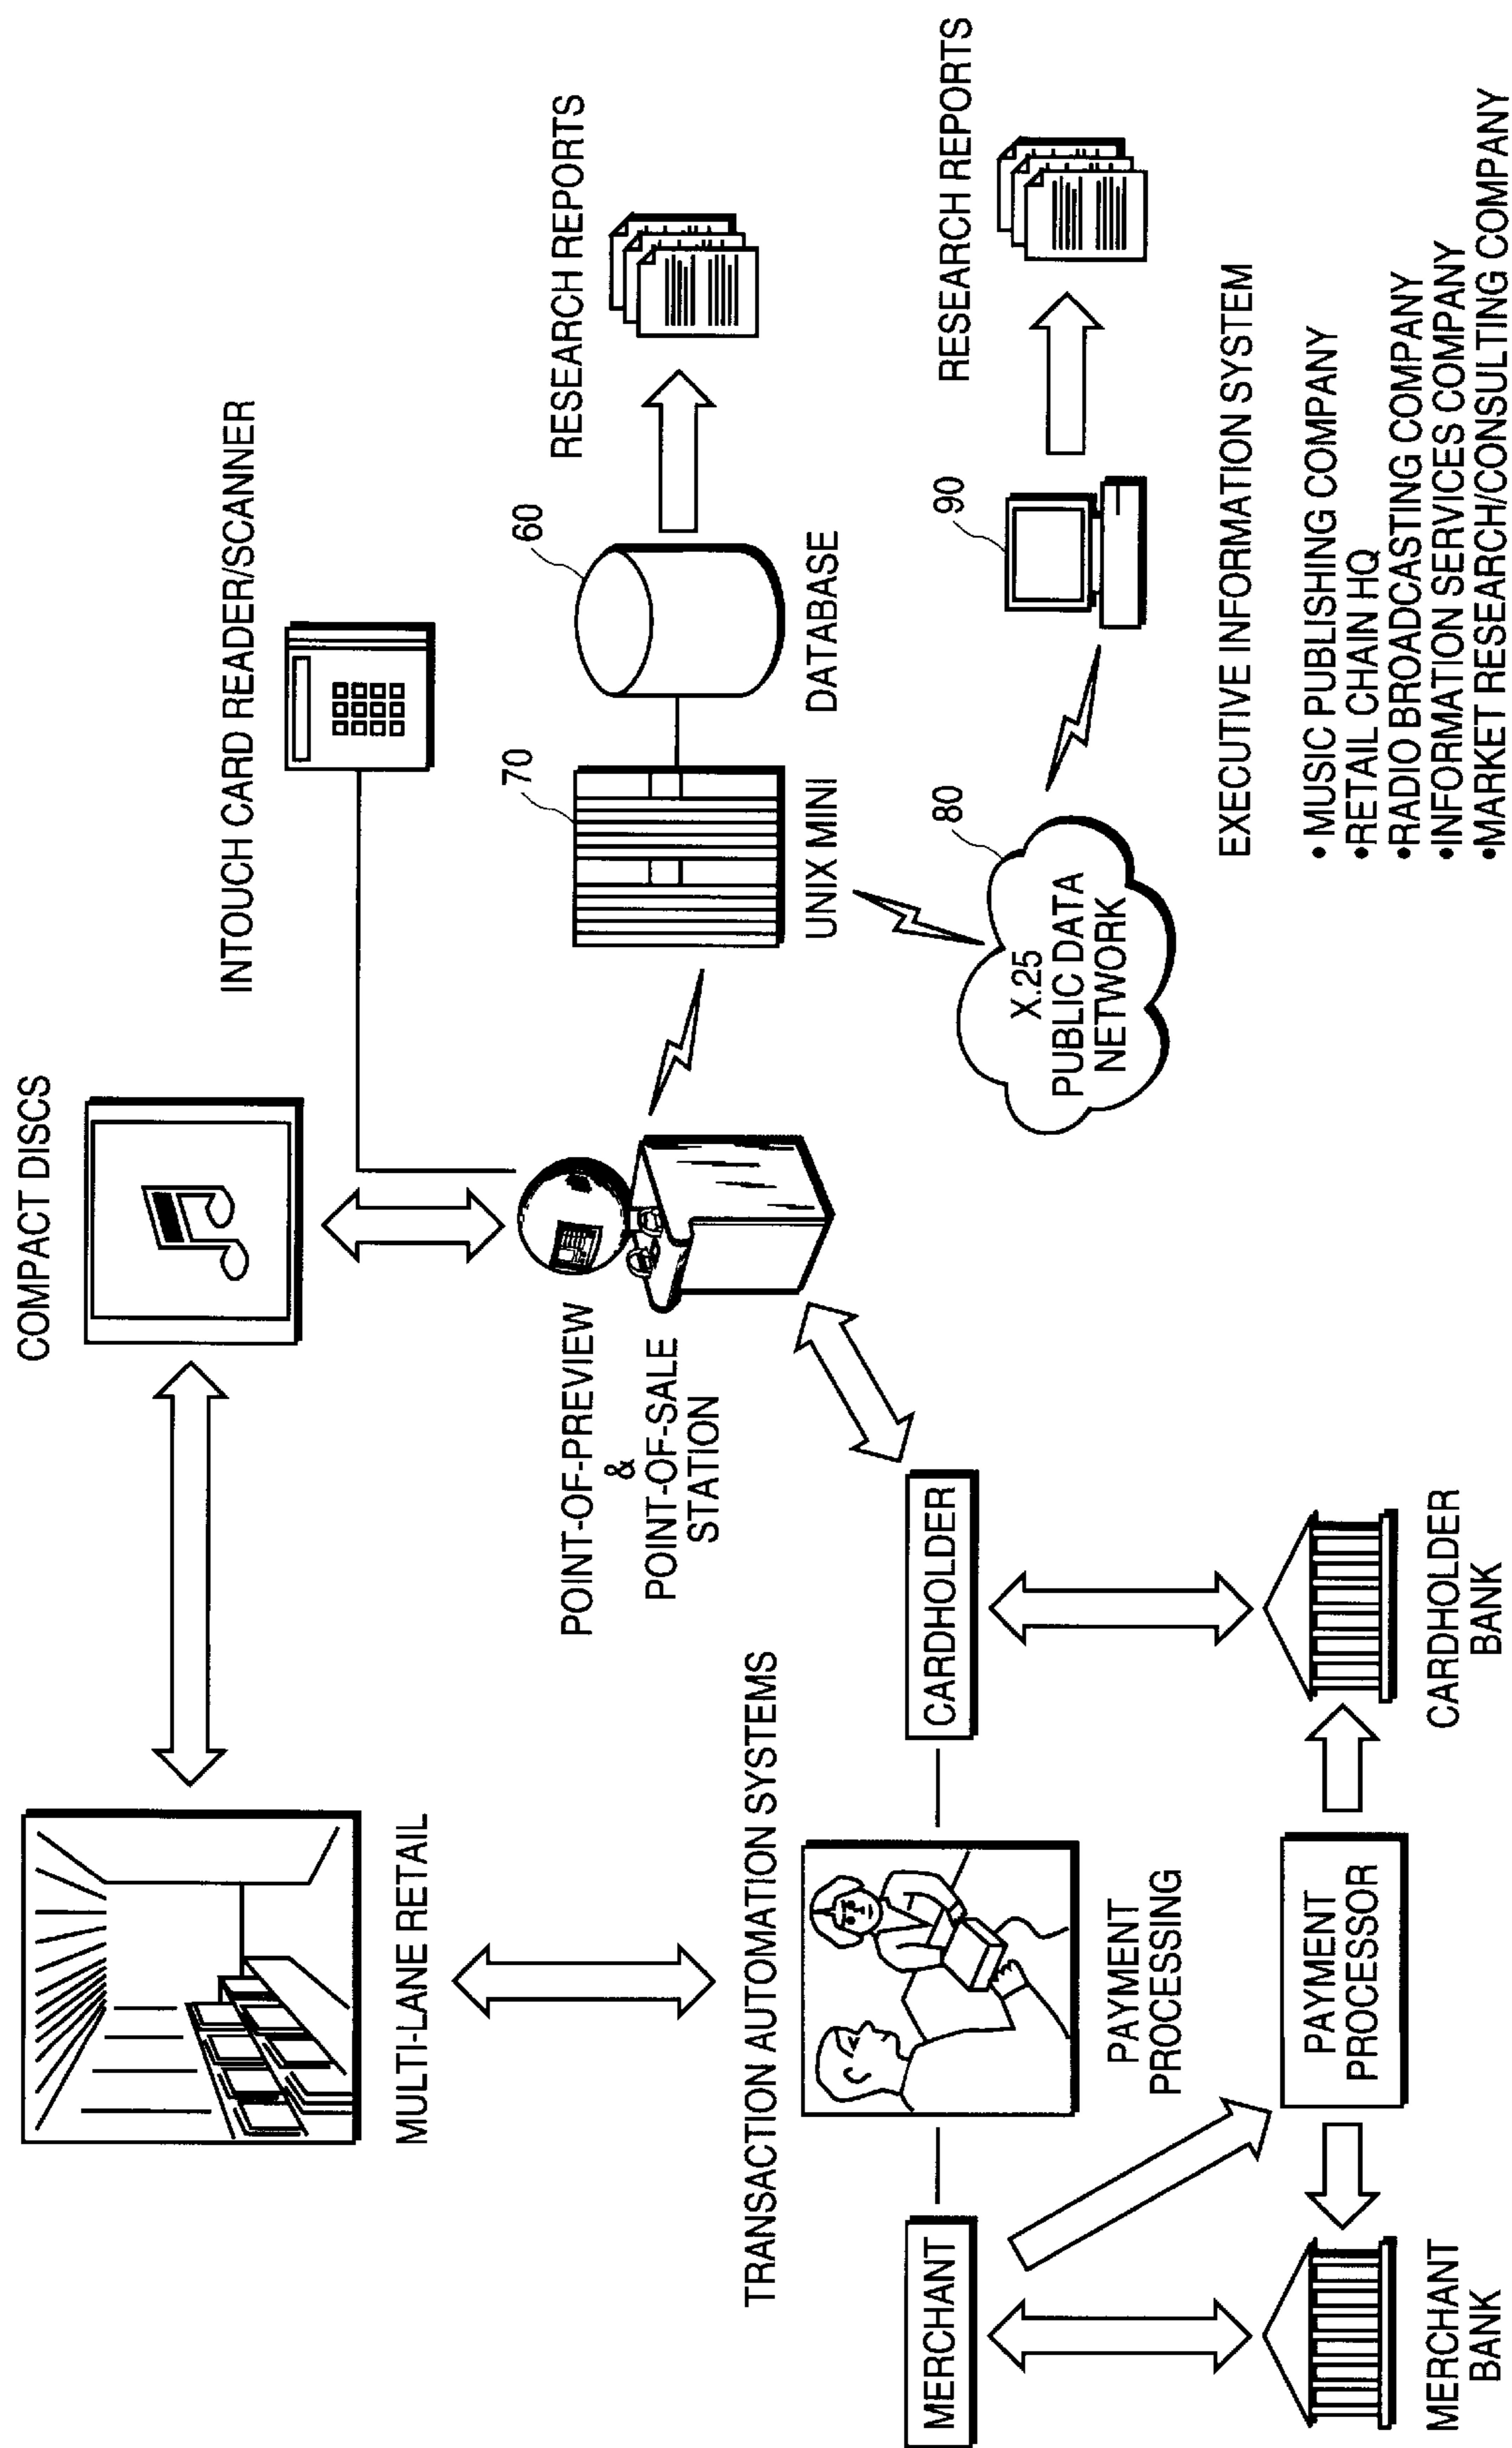 COMPACT DISCS
INTOUCH CARD READER/SCANNER
MULTI-LANE RETAIL
POINT-OF-PREVIEW
&
POINT-OF-SALE
STATION
70
UNIX MINI
60
DATABASE
RESEARCH REPORTS
TRANSACTION AUTOMATION SYSTEMS
MERCHANT
CARDHOLDER
PAYMENT
PROCESSING
80
X.25
PUBLIC DATA
NETWORK
90
RESEARCH REPORTS
EXECUTIVE INFORMATION SYSTEM
• MUSIC PUBLISHING COMPANY
•RETAIL CHAIN HQ
•RADIO BROADCASTING COMPANY
•INFORMATION SERVICES COMPANY
•MARKET RESEARCH/CONSULTING COMPANY
PAYMENT
PROCESSOR
MERCHANT
BANK
CARDHOLDER
BANK